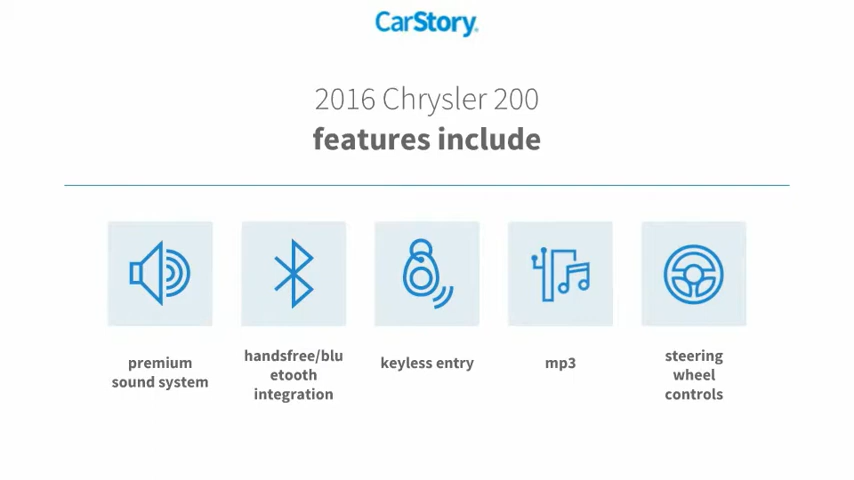 CarStory.
2016 Chrysler 200
features include
premium
sound system
handsfree/blu
etooth
integration
keyless entry
mp3
steering
wheel
controls